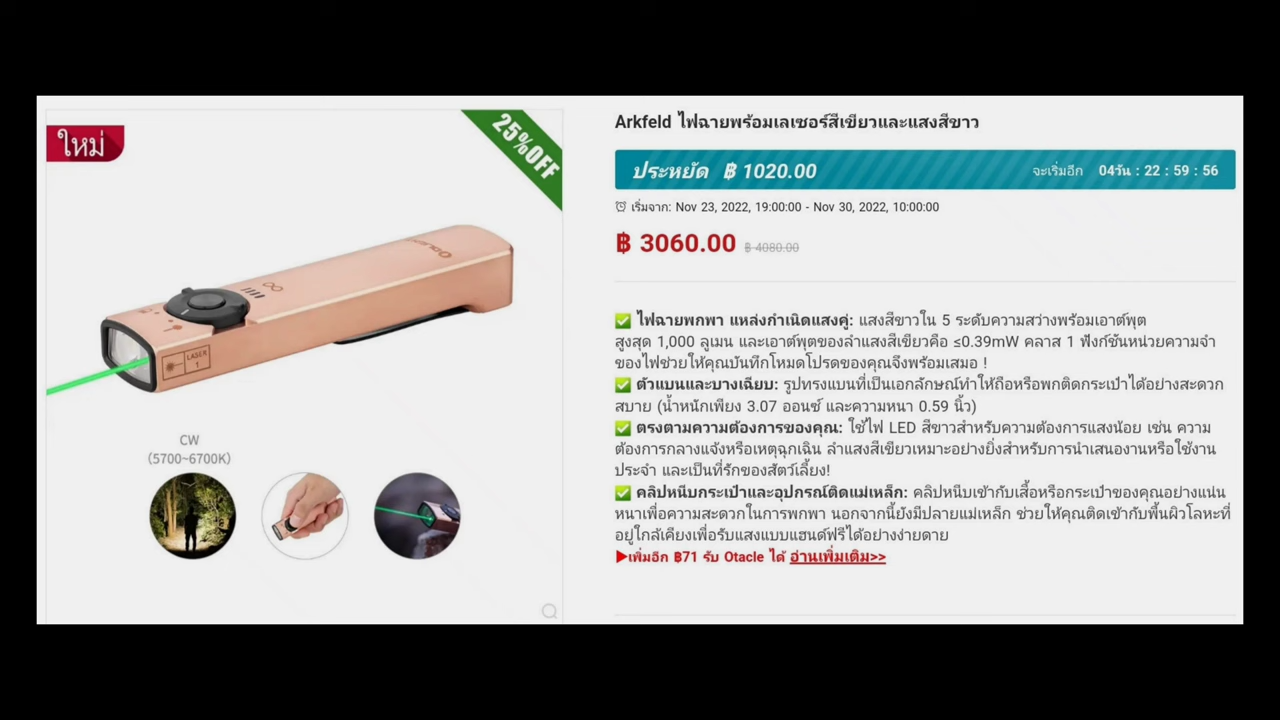 ใหม่
25%OFF
OLIGHT
LASER
1
CW
(5700~6700K)
Arkfeld ไฟฉายพร้อมเลเซอร์สีเขียวและแสงสีขาว
ประหยัด ฿ 1020.00
จะเริ่มอีก 04วัน : 22 : 59 : 56
เริ่มจาก: Nov 23, 2022, 19:00:00 - Nov 30, 2022, 10:00:00
฿ 3060.00 ฿ 4080.00
✅ ไฟฉายพกพา แหล่งกำเนิดแสงคู่: แสงสีขาวใน 5 ระดับความสว่างพร้อมเอาต์พุต
สูงสุด 1,000 ลูเมน และเอาต์พุตของลำแสงสีเขียวคือ ≤0.39mW คลาส 1 ฟังก์ชันหน่วยความจำ
ของไฟช่วยให้คุณบันทึกโหมดโปรดของคุณจึงพร้อมเสมอ !
✅ ตัวแบนและบางเฉียบ: รูปทรงแบนที่เป็นเอกลักษณ์ทำให้ถือหรือพกติดกระเป๋าได้อย่างสะดวก
สบาย (น้ำหนักเพียง 3.07 ออนซ์ และความหนา 0.59 นิ้ว)
✅ ตรงตามความต้องการของคุณ: ใช้ไฟ LED สีขาวสำหรับความต้องการแสงน้อย เช่น ความ
ต้องการกลางแจ้งหรือเหตุฉุกเฉิน ลำแสงสีเขียวเหมาะอย่างยิ่งสำหรับการนำเสนองานหรือใช้งาน
ประจำ และเป็นที่รักของสัตว์เลี้ยง!
✅ คลิปหนีบกระเป๋าและอุปกรณ์ติดแม่เหล็ก: คลิปหนีบเข้ากับเสื้อหรือกระเป๋าของคุณอย่างแน่น
หนาเพื่อความสะดวกในการพกพา นอกจากนี้ยังมีปลายแม่เหล็ก ช่วยให้คุณติดเข้ากับพื้นผิวโลหะที่
อยู่ใกล้เคียงเพื่อรับแสงแบบแฮนด์ฟรีได้อย่างง่ายดาย
▶เพิ่มอีก ฿71 รับ Otacle ได้ อ่านเพิ่มเติม>>